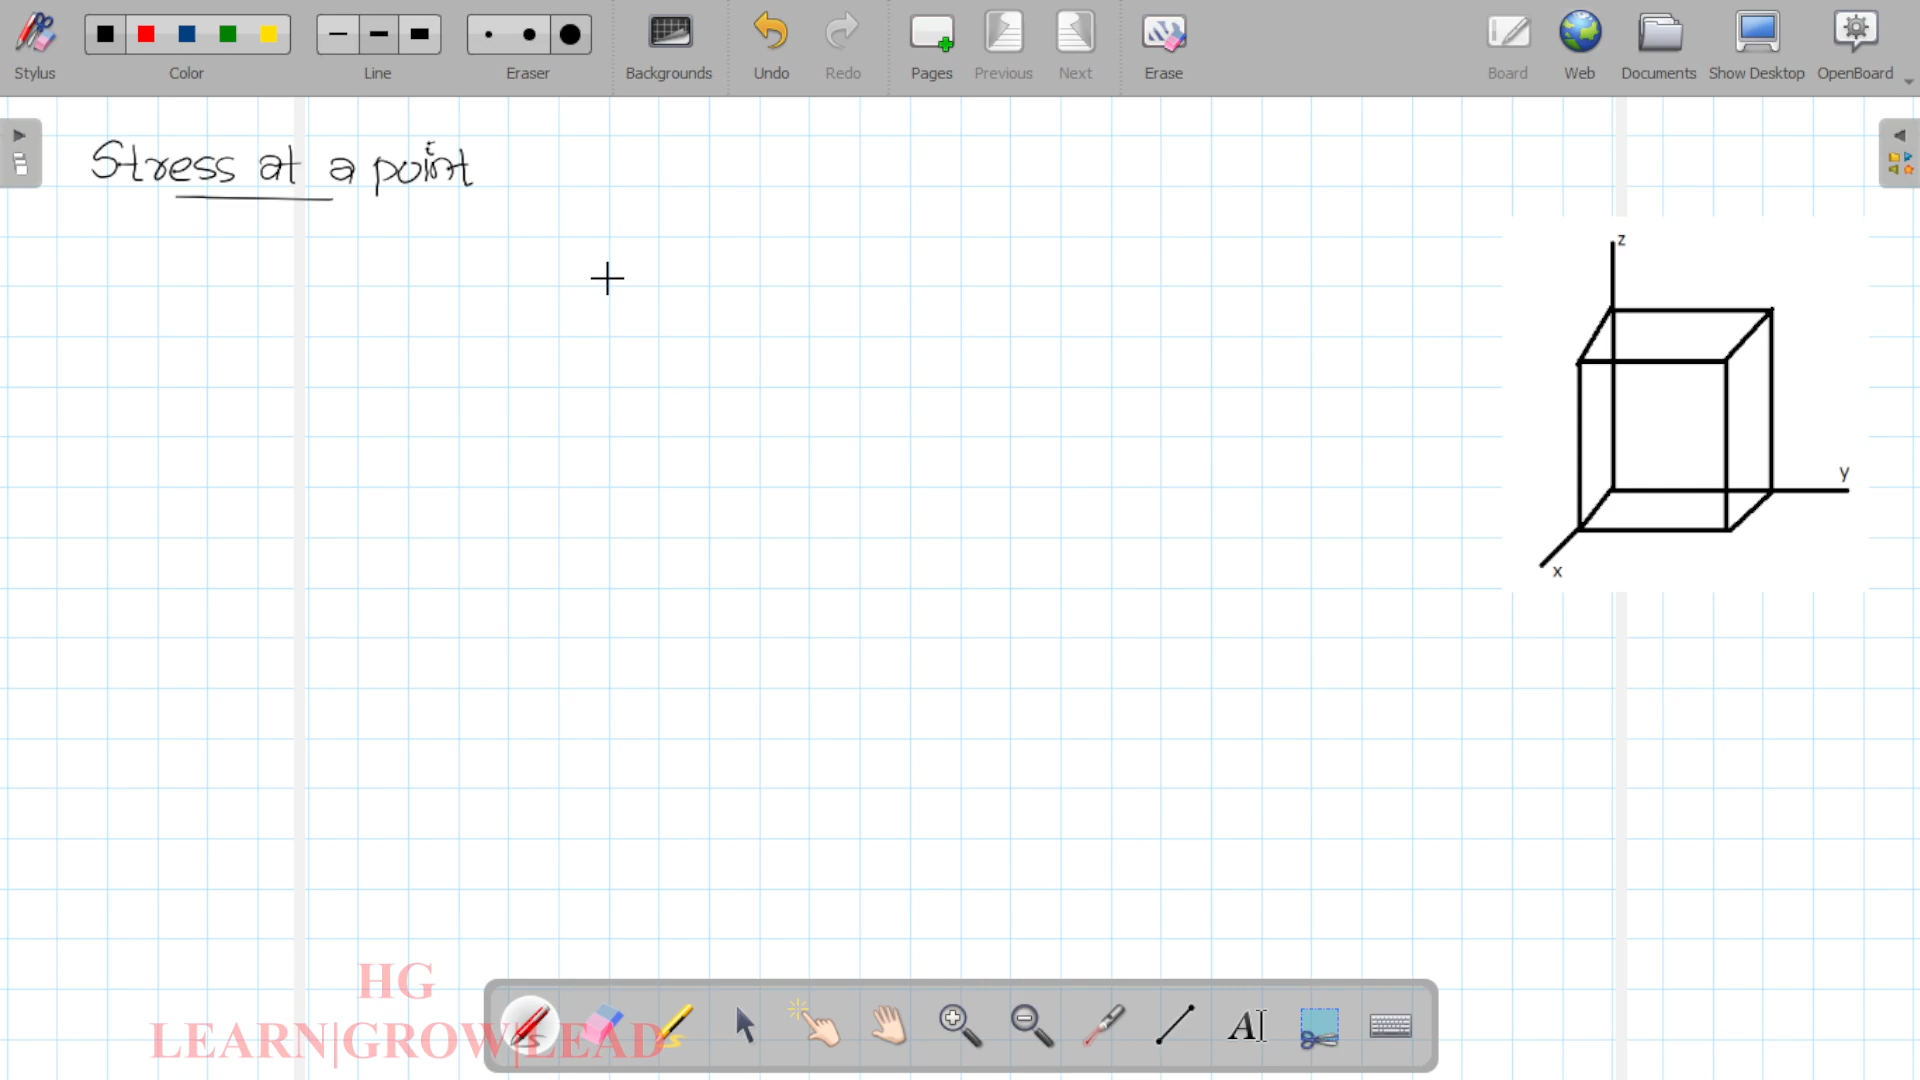 Stylus
Color
Line
Eraser
Backgrounds
Undo
Redo
Pages
Previous
Next
Erase
Board
Web
Documents
Show Desktop
OpenBoard
Stress at a point
z
y
x
HG
LEARN|GROW|LEAD
A